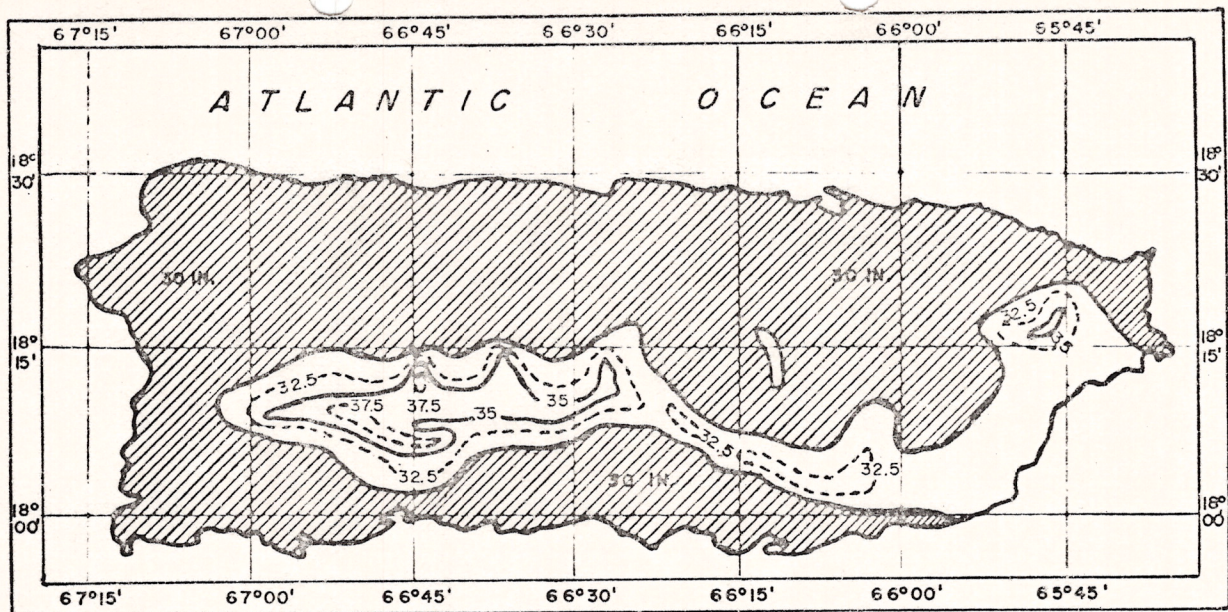 67°15' 67°00' 66°45' 66°30' 66°15' 66°00' 65°45'
ATLANTIC OCEAN
18° 30' 18° 30'
30 IN. 30 IN.
32.5
18° 15' 18° 15'
35
32.5
37.5 37.5 35 35
32.5 32.5
32.5 30 IN.
18° 00' 18° 00
67°15' 67°00' 66°45' 66°30' 66°15' 66°00' 65°45'